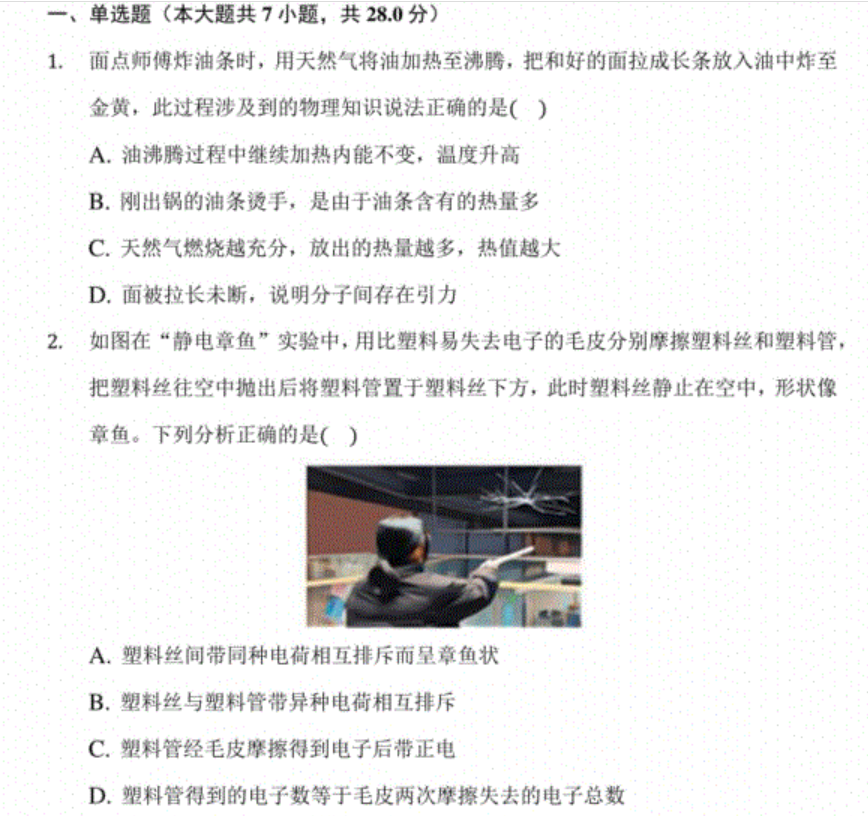 一、单选题（本大题共 7 小题，共 28.0 分）
1. 面点师傅炸油条时，用天然气将油加热至沸腾，把和好的面拉成长条放入油中炸至
金黄，此过程涉及到的物理知识说法正确的是( )
A. 油沸腾过程中继续加热内能不变，温度升高
B. 刚出锅的油条烫手，是由于油条含有的热量多
C. 天然气燃烧越充分，放出的热量越多，热值越大
D. 面被拉长未断，说明分子间存在引力
2. 如图在“静电章鱼”实验中，用比塑料易失去电子的毛皮分别摩擦塑料丝和塑料管，
把塑料丝往空中抛出后将塑料管置于塑料丝下方，此时塑料丝静止在空中，形状像
章鱼。下列分析正确的是( )
A. 塑料丝间带同种电荷相互排斥而呈章鱼状
B. 塑料丝与塑料管带异种电荷相互排斥
C. 塑料管经毛皮摩擦得到电子后带正电
D. 塑料管得到的电子数等于毛皮两次摩擦失去的电子总数